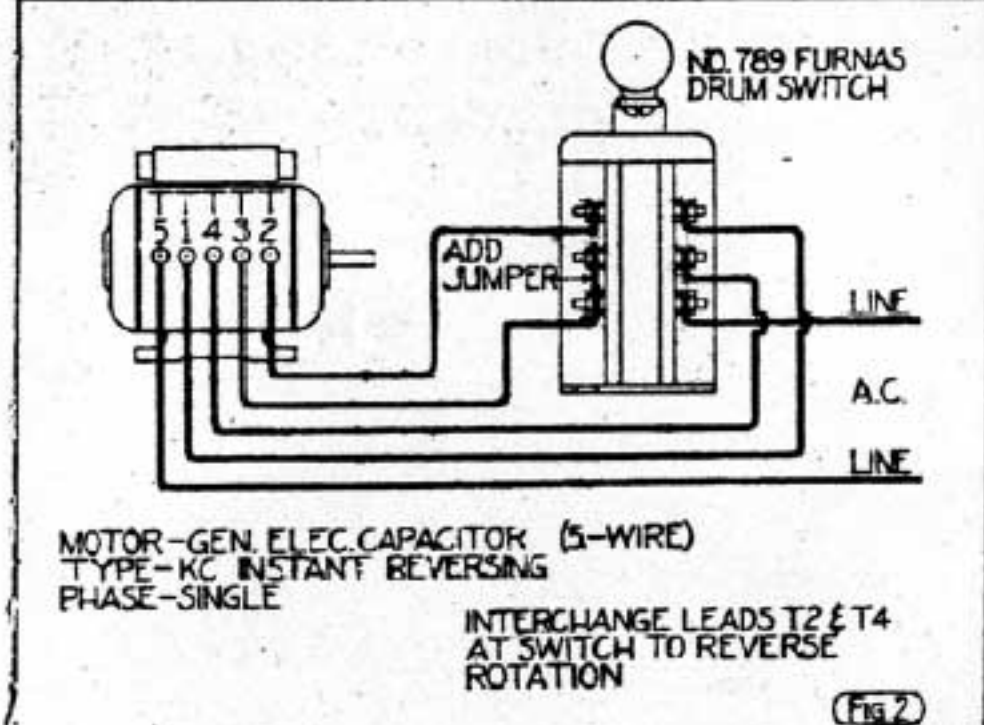 NO. 789 FURNAS
DRUM SWITCH
5 1 4 3 2
ADD
JUMPER
LINE
A.C.
LINE
MOTOR-GEN. ELEC. CAPACITOR (5-WIRE)
TYPE-KC INSTANT REVERSING
PHASE-SINGLE
INTERCHANGE LEADS T2 & T4
AT SWITCH TO REVERSE
ROTATION
FIG. 2